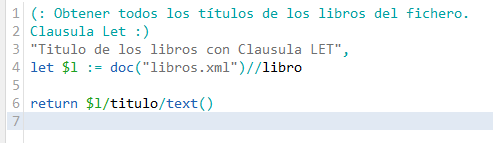 1 (: Obtener todos los títulos de los libros del fichero.
2 Clausula Let :)
3 "Titulo de los libros con Clausula LET",
4 let $l := doc("libros.xml")//libro
5
6 return $l/titulo/text()
7